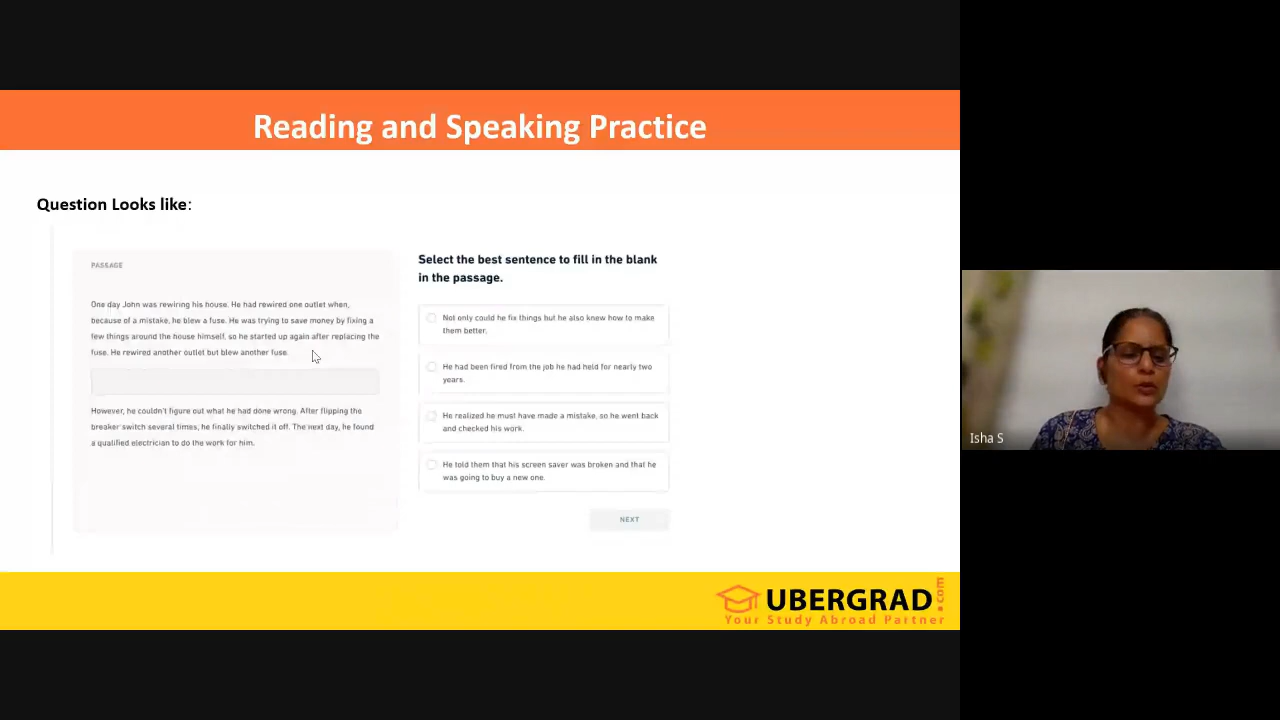 Reading and Speaking Practice
Question Looks like:
PASSAGE
One day John was rewiring his house. He had rewired one outlet when,
because of a mistake, he blew a fuse. He was trying to save money by fixing a
few things around the house himself, so he started up again after replacing the
fuse. He rewired another outlet but blew another fuse.
However, he couldn't figure out what he had done wrong. After flipping the
breaker switch several times, he finally switched it off. The next day, he found
a qualified electrician to do the work for him.
Select the best sentence to fill in the blank
in the passage.
Not only could he fix things but he also knew how to make
them better.
He had been fired from the job he had held for nearly two
years.
He realized he must have made a mistake, so he went back
and checked his work.
He told them that his screen saver was broken and that he
was going to buy a new one.
NEXT
Isha S
UBERGRAD.com
Your Study Abroad Partner